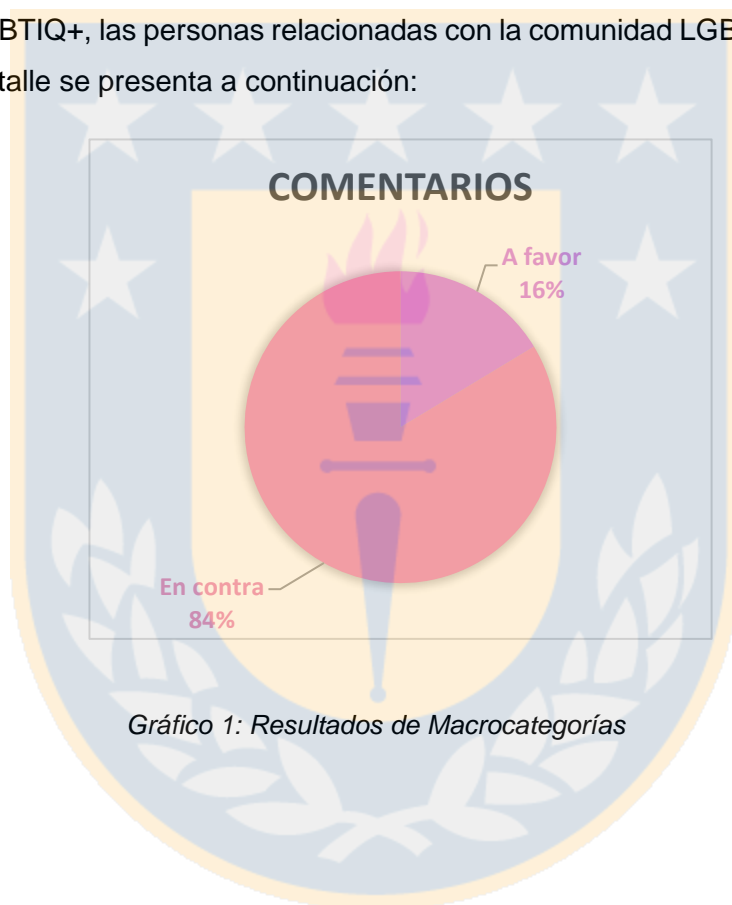 BTIQ+, las personas relacionadas con la comunidad LGB
talle se presenta a continuación:
COMENTARIOS
A favor
16%
En contra
84%
Gráfico 1: Resultados de Macrocategorías